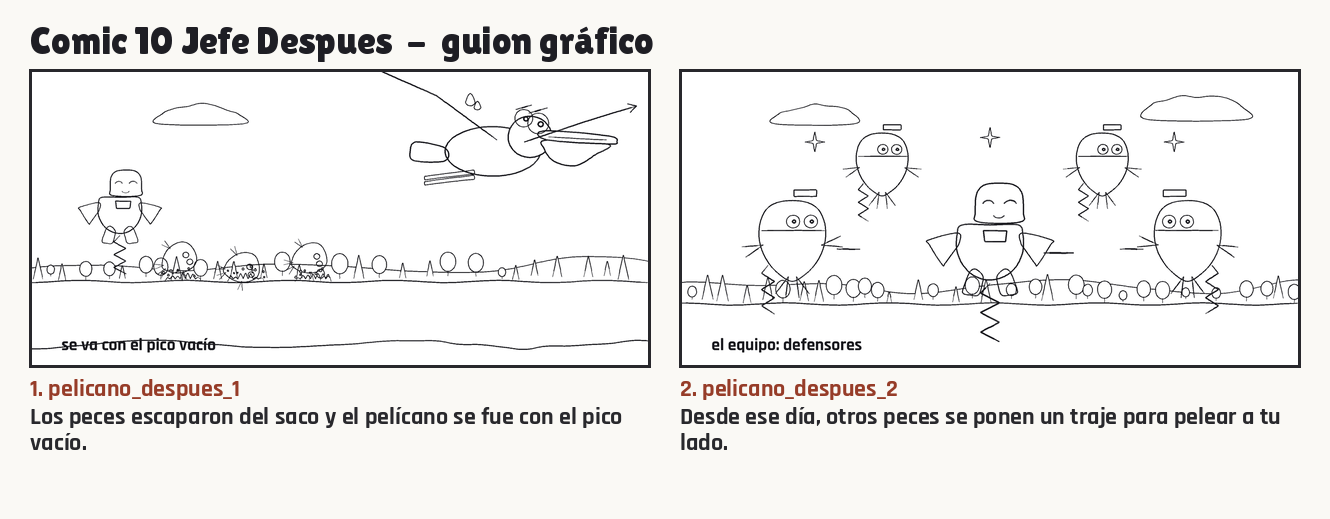 Comic 10 Jefe Despues – guion gráfico
se va con el pico vacío
el equipo: defensores
1. pelicano_despues_1
Los peces escaparon del saco y el pelícano se fue con el pico
vacío.
2. pelicano_despues_2
Desde ese día, otros peces se ponen un traje para pelear a tu
lado.